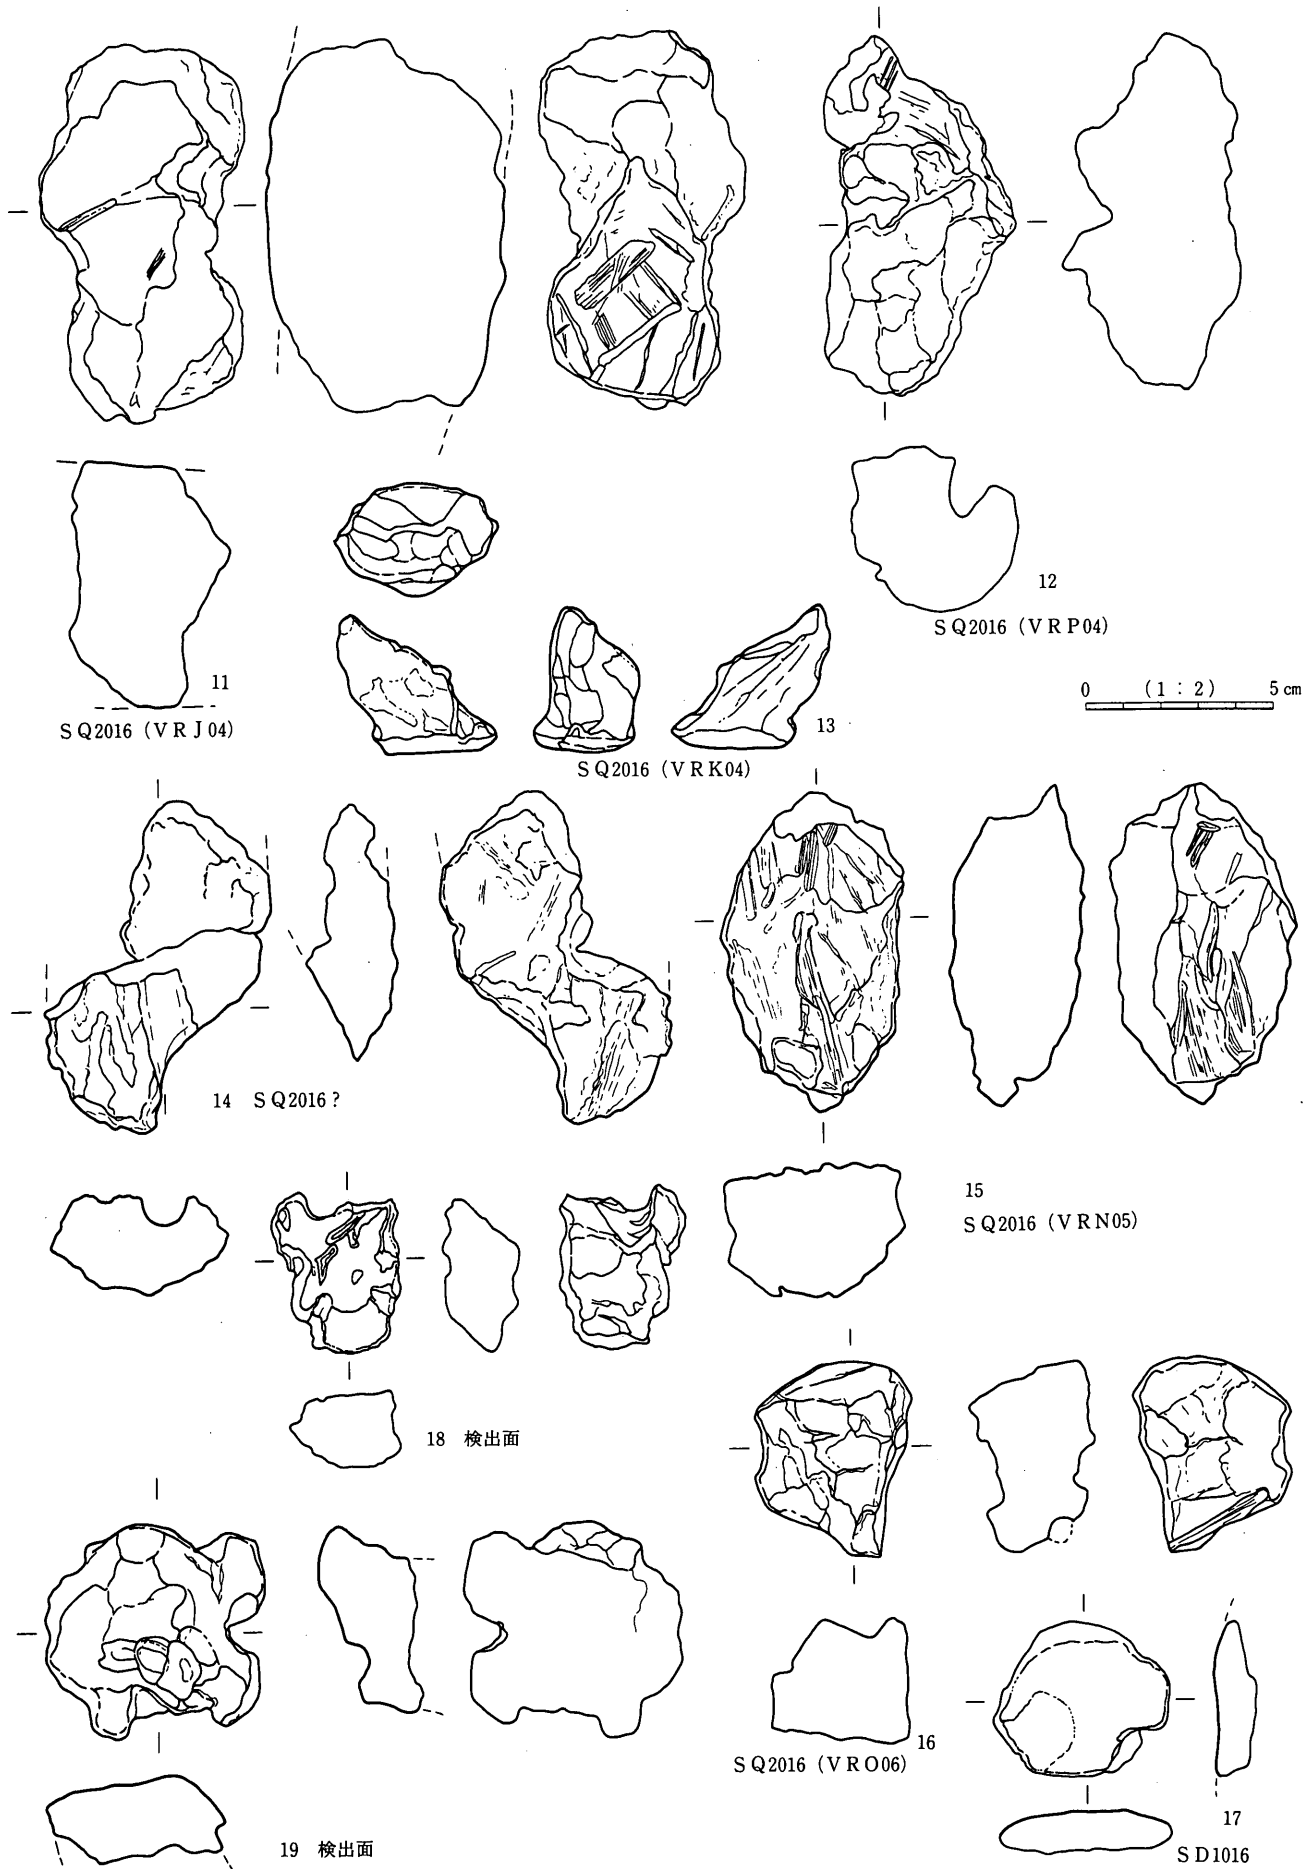 12
SQ2016 (VRP04)
11
SQ2016 (VRJ04)
0 (1:2) 5cm
13
SQ2016 (VRK04)
14 SQ2016?
15
SQ2016 (VRN05)
18 検出面
16
SQ2016 (VRO06)
17
SD1016
19 検出面